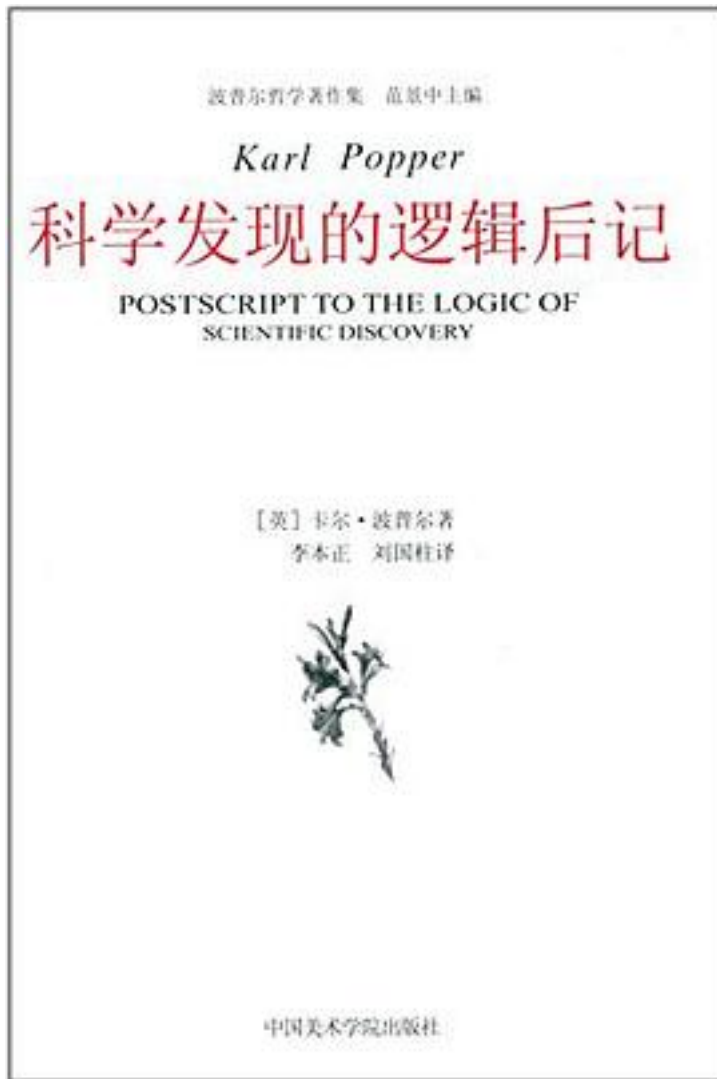 波普尔哲学著作集 范景中主编
Karl Popper
科学发现的逻辑后记
POSTSCRIPT TO THE LOGIC OF
SCIENTIFIC DISCOVERY
[英] 卡尔·波普尔著
李本正 刘国柱译
中国美术学院出版社